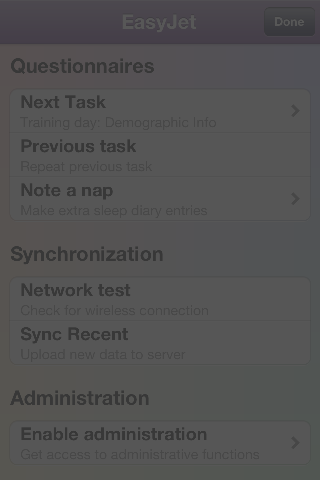 EasyJet
Done
Questionnaires
Next Task
Training day: Demographic Info
Previous task
Repeat previous task
Note a nap
Make extra sleep diary entries
Synchronization
Network test
Check for wireless connection
Sync Recent
Upload new data to server
Administration
Enable administration
Get access to administrative functions